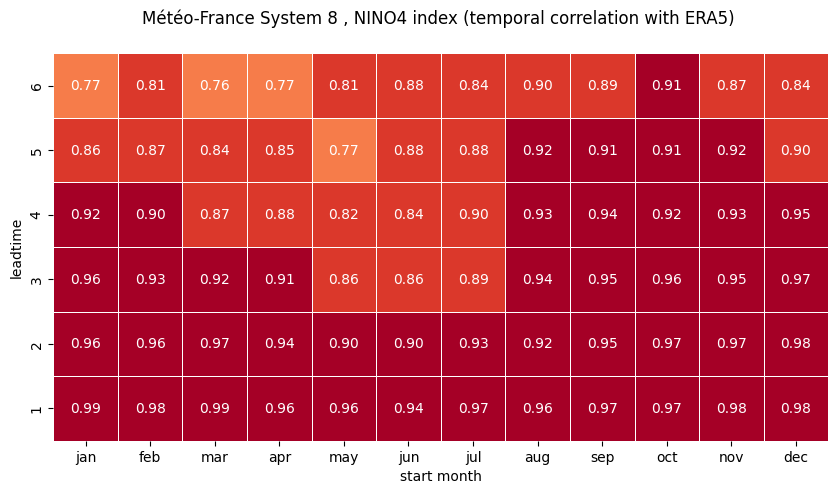 Météo-France System 8 , NINO4 index (temporal correlation with ERA5)
6 0.77 0.81 0.76 0.77 0.81 0.88 0.84 0.90 0.89 0.91 0.87 0.84
5 0.86 0.87 0.84 0.85 0.77 0.88 0.88 0.92 0.91 0.91 0.92 0.90
4 0.92 0.90 0.87 0.88 0.82 0.84 0.90 0.93 0.94 0.92 0.93 0.95
leadtime
3 0.96 0.93 0.92 0.91 0.86 0.86 0.89 0.94 0.95 0.96 0.95 0.97
2 0.96 0.96 0.97 0.94 0.90 0.90 0.93 0.92 0.95 0.97 0.97 0.98
1 0.99 0.98 0.99 0.96 0.96 0.94 0.97 0.96 0.97 0.97 0.98 0.98
jan feb mar apr may jun jul aug sep oct nov dec
start month